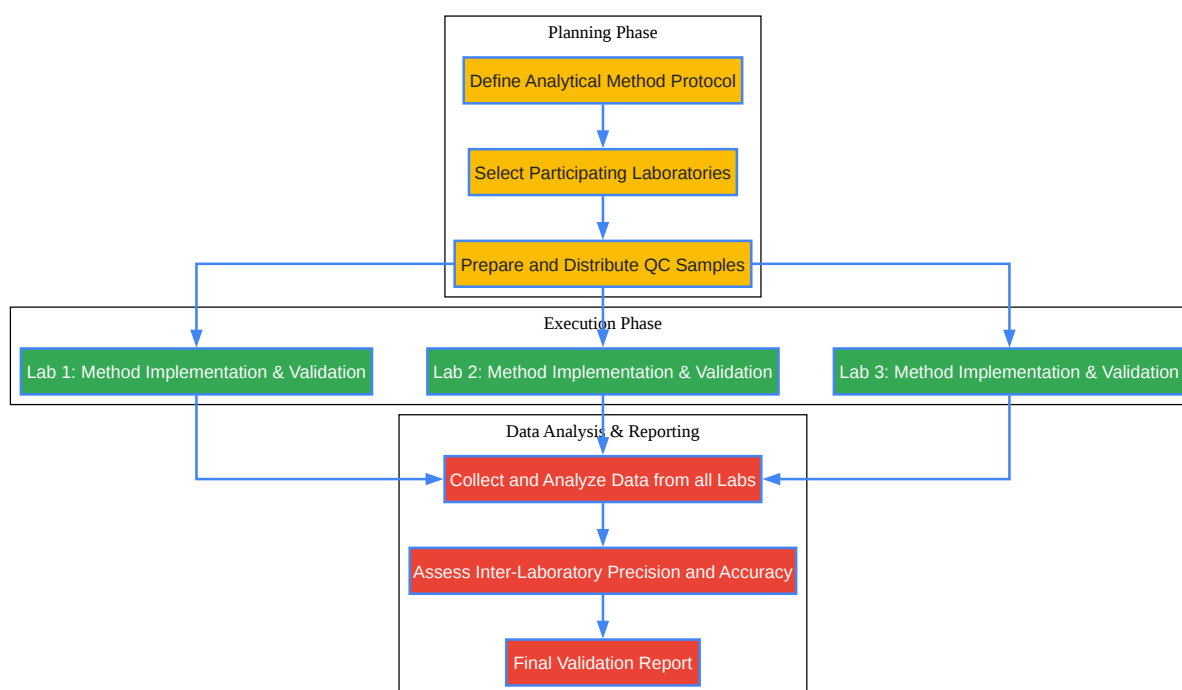 Planning Phase
Define Analytical Method Protocol
Select Participating Laboratories
Prepare and Distribute QC Samples
Execution Phase
Lab 1: Method Implementation & Validation
Lab 2: Method Implementation & Validation
Lab 3: Method Implementation & Validation
Data Analysis & Reporting
Collect and Analyze Data from all Labs
Assess Inter-Laboratory Precision and Accuracy
Final Validation Report